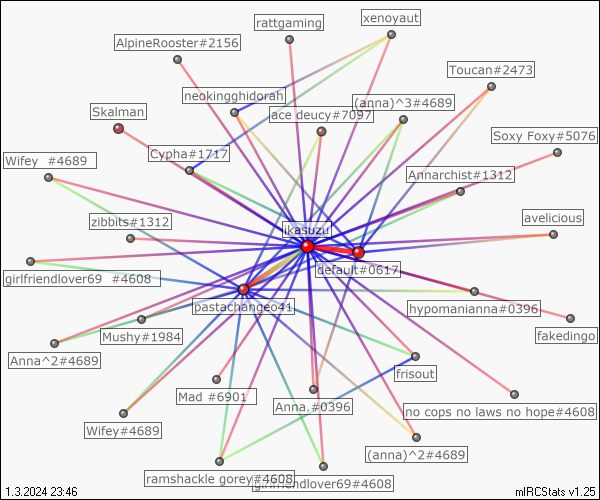 xenoyaut
rattgaming
AlpineRooster#2156
Toucan#2473
neokingghidorah
(anna)^3#4689
ace deucy#7097
Skalman
Soxy Foxy#5076
Cypha#1717
Wifey #4689
Annarchist#1312
zibbits#1312
avelicious
ikasuzu
default#0617
girlfriendlover69 #4608
pastachangeo41
hypomanianna#0396
Mushy#1984
fakedingo
Anna^2#4689
frisout
Mad #6901
Anna.#0396
no cops no laws no hope#4608
Wifey#4689
(anna)^2#4689
ramshackle gorey#4608
girlfriendlover69#4608
1.3.2024 23:46
mIRCStats v1.25